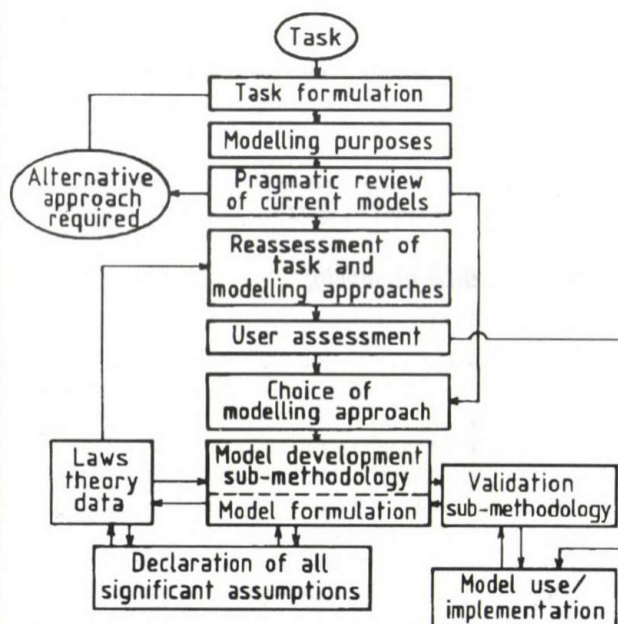 Task
Task formulation
Modelling purposes
Alternative
approach
required
Pragmatic review
of current models
Reassessment of
task and
modelling approaches
User assessment
Choice of
modelling approach
Laws
theory
data
Model development
sub-methodology
Model formulation
Validation
sub-methodology
Declaration of all
significant assumptions
Model use/
implementation